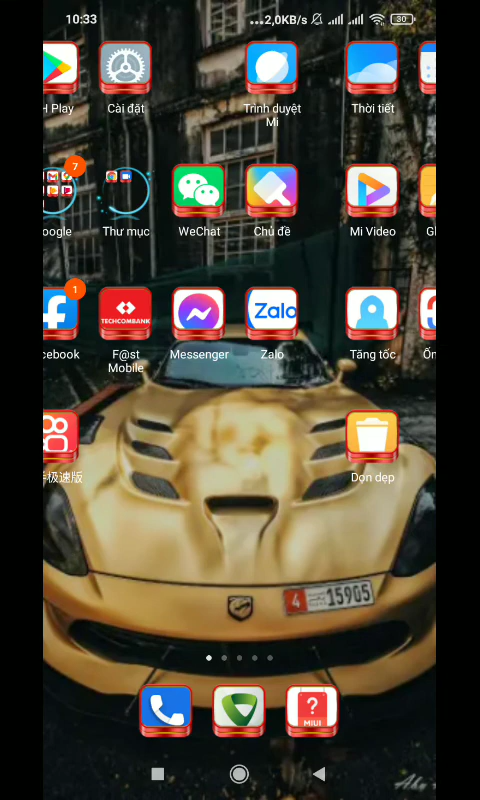 10:33
...2,0KB/s
30
H Play
Cài đặt
Trình duyệt
Mi
Thời tiết
7
oogle
Thư mục
WeChat
Chủ đề
Mi Video
1
TECHCOMBANK
Zalo
cebook
F@st
Mobile
Messenger
Zalo
Tăng tốc
极速版
Dọn dẹp
4
15905
?
MIUI